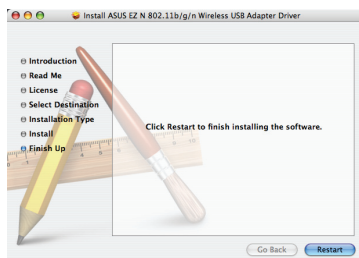 Install ASUS EZ N 802.11b/g/n Wireless USB Adapter Driver
Introduction
Read Me
License
Select Destination
Installation Type
Install
Finish Up
Click Restart to finish installing the software.
Go Back
Restart